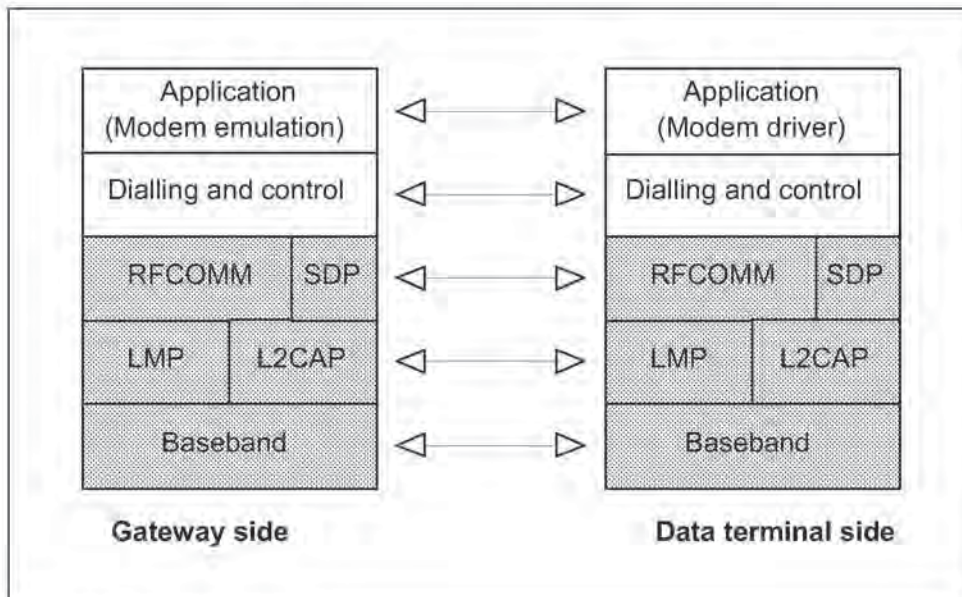 Application
(Modem emulation)
Application
(Modem driver)
Dialling and control
Dialling and control
RFCOMM
SDP
RFCOMM
SDP
LMP
L2CAP
LMP
L2CAP
Baseband
Baseband
Gateway side
Data terminal side